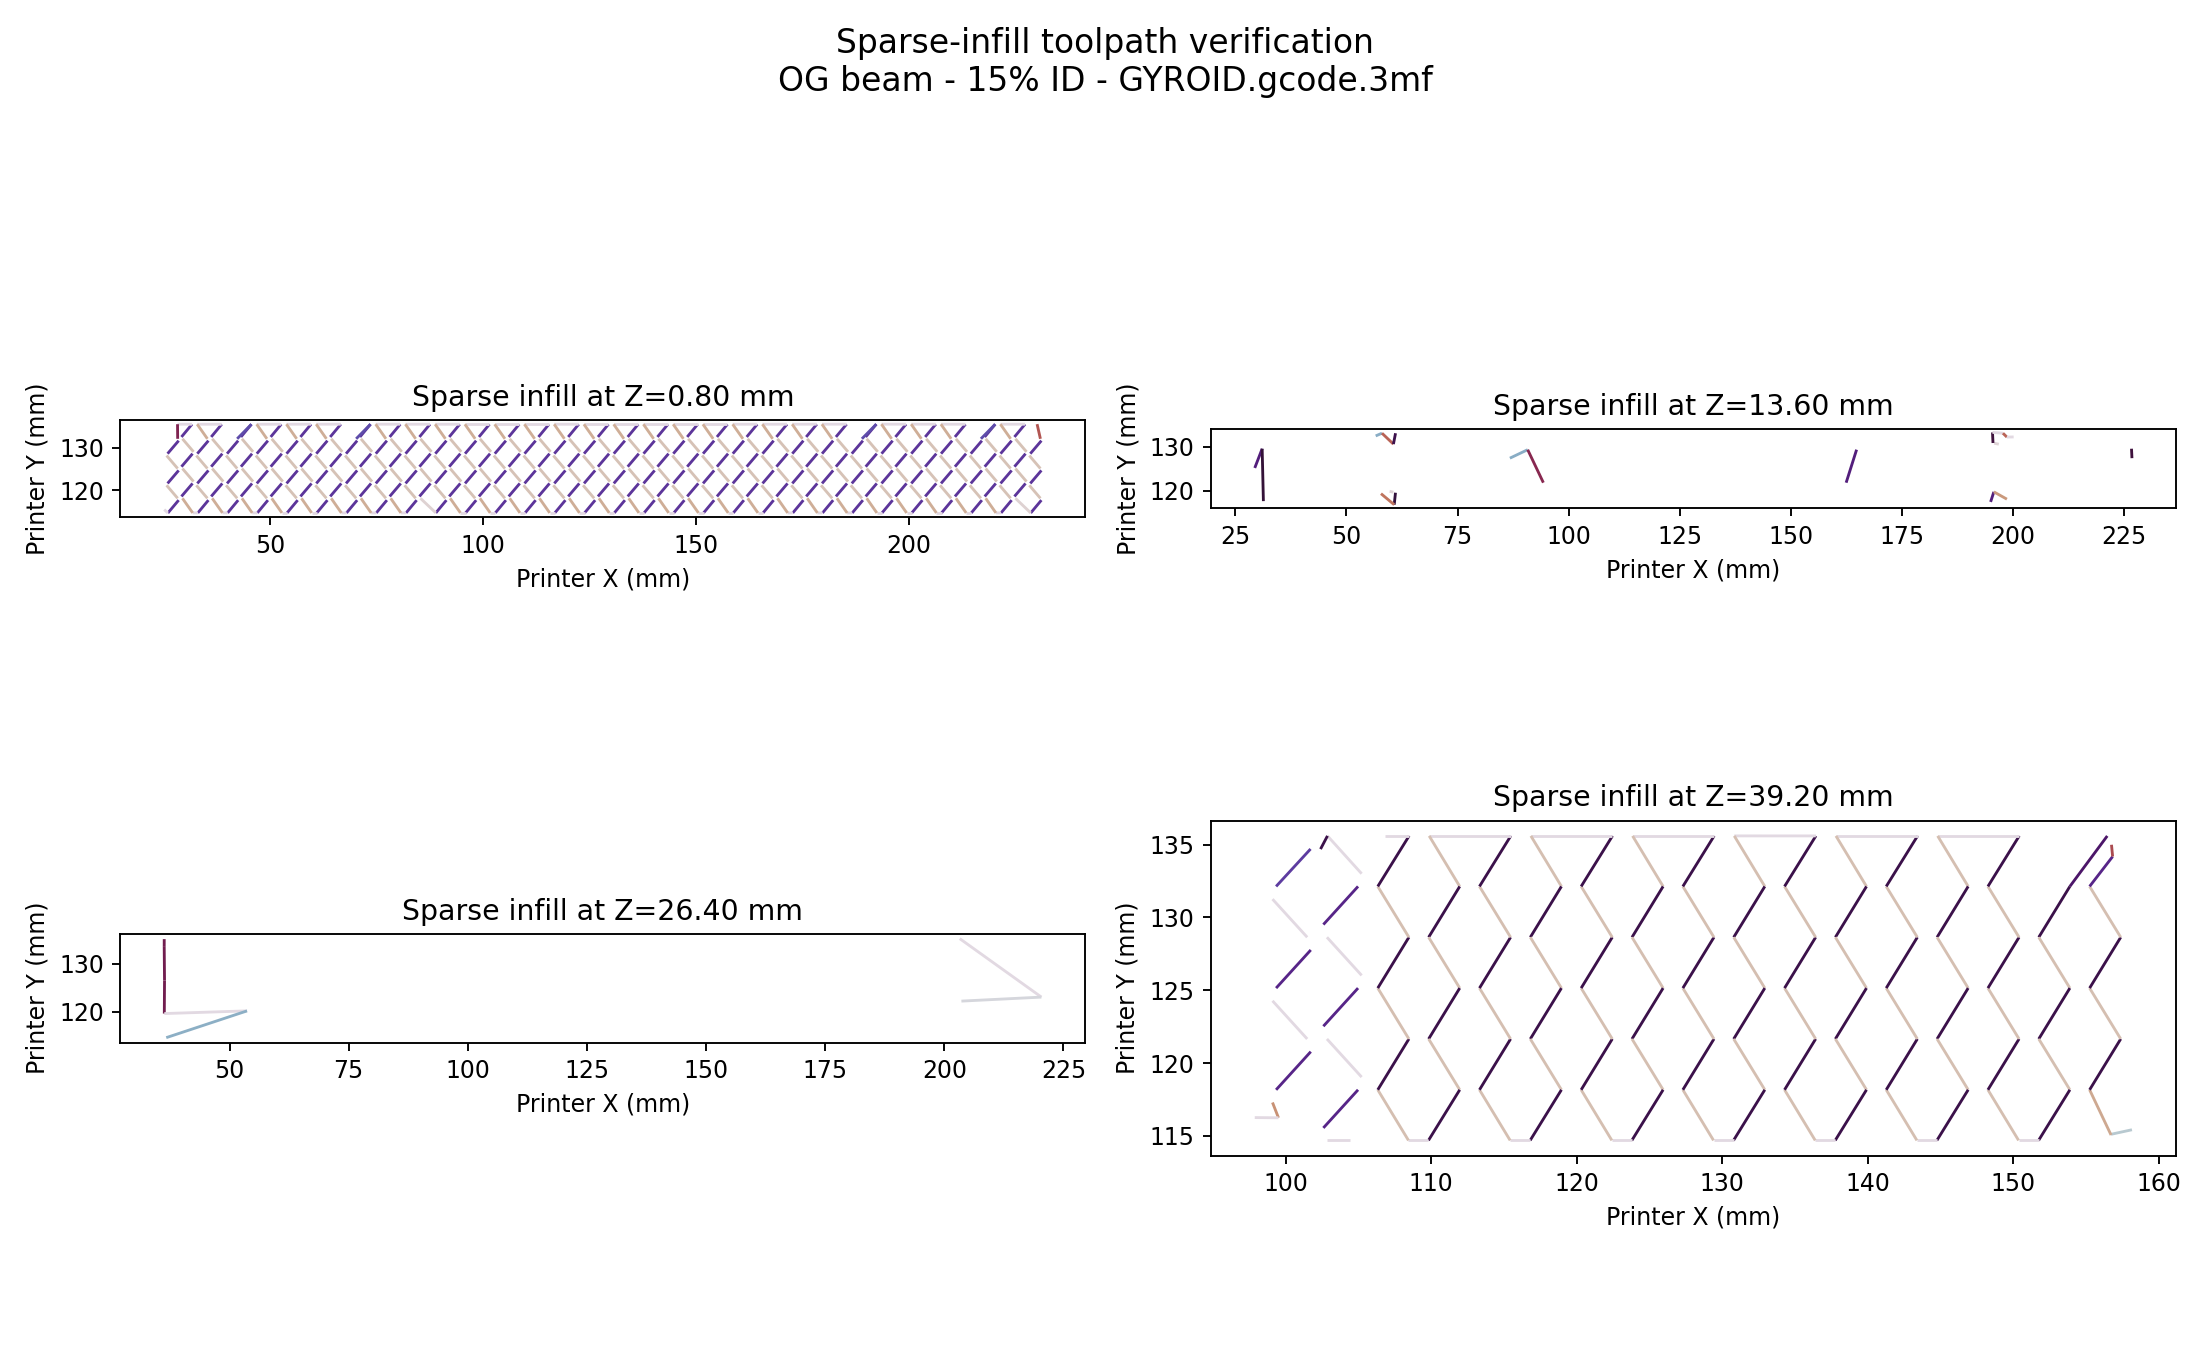 Sparse-infill toolpath verification
OG beam - 15% ID - GYROID.gcode.3mf
Sparse infill at Z=0.80 mm
Printer Y (mm)
130
120
50 100 150 200
Printer X (mm)
Sparse infill at Z=13.60 mm
Printer Y (mm)
130
120
25 50 75 100 125 150 175 200 225
Printer X (mm)
Sparse infill at Z=26.40 mm
Printer Y (mm)
130
120
50 75 100 125 150 175 200 225
Printer X (mm)
Sparse infill at Z=39.20 mm
Printer Y (mm)
135
130
125
120
115
100 110 120 130 140 150 160
Printer X (mm)